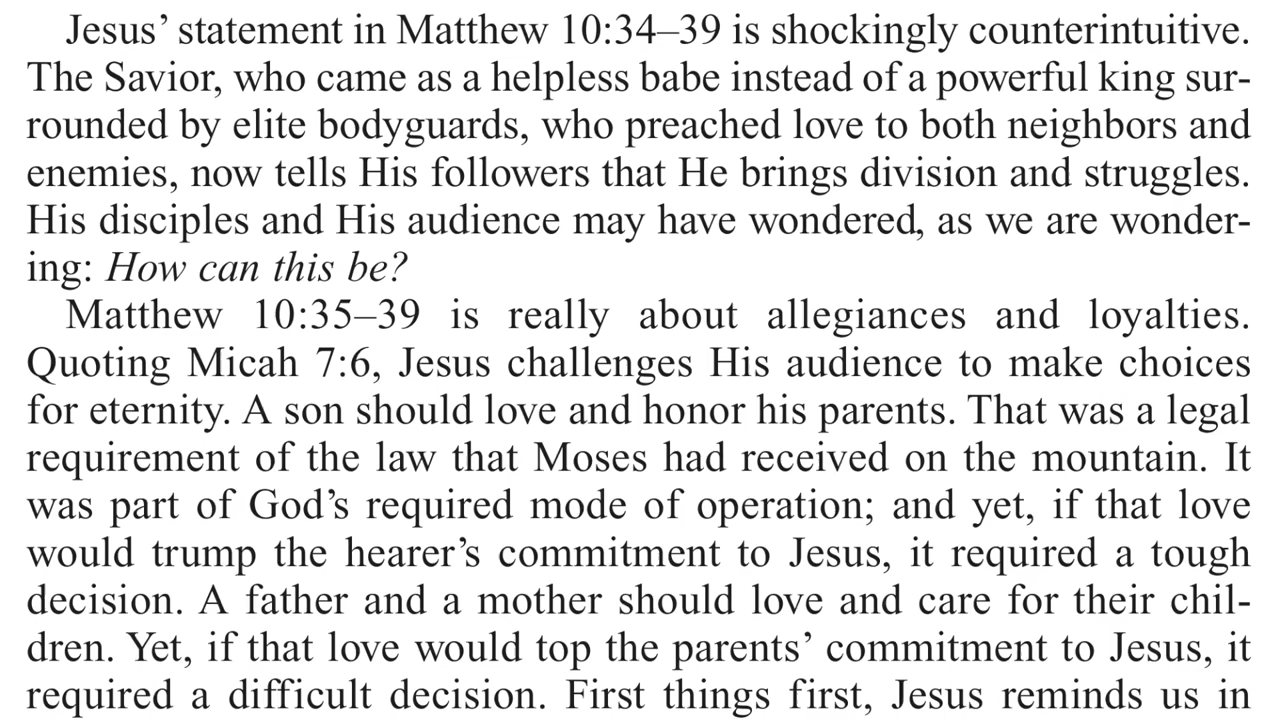 Jesus’ statement in Matthew 10:34–39 is shockingly counterintuitive.
The Savior, who came as a helpless babe instead of a powerful king sur-
rounded by elite bodyguards, who preached love to both neighbors and
enemies, now tells His followers that He brings division and struggles.
His disciples and His audience may have wondered, as we are wonder-
ing: How can this be?
Matthew 10:35–39 is really about allegiances and loyalties.
Quoting Micah 7:6, Jesus challenges His audience to make choices
for eternity. A son should love and honor his parents. That was a legal
requirement of the law that Moses had received on the mountain. It
was part of God’s required mode of operation; and yet, if that love
would trump the hearer’s commitment to Jesus, it required a tough
decision. A father and a mother should love and care for their chil-
dren. Yet, if that love would top the parents’ commitment to Jesus, it
required a difficult decision. First things first, Jesus reminds us in